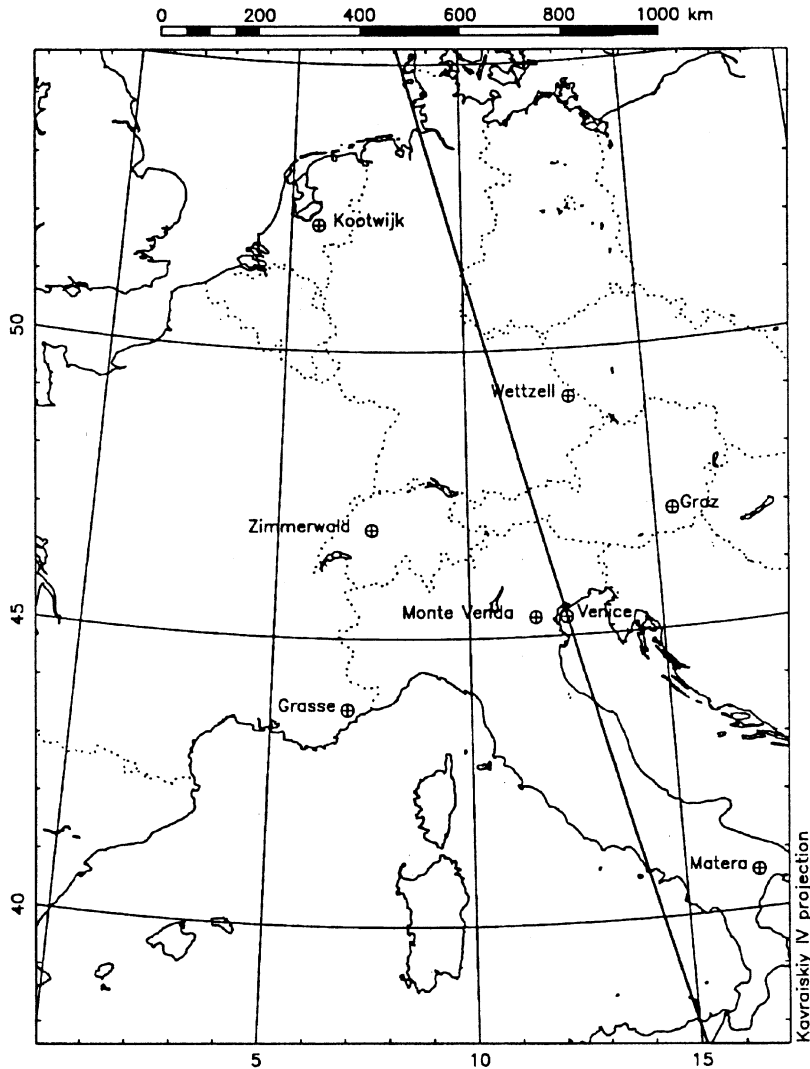 0 200 400 600 800 1000 km
Kootwijk
50
Wettzell
Graz
Zimmerwald
Monte Venda
Venice
45
Grasse
Matera
40
5 10 15
Kavraiskiy IV projection